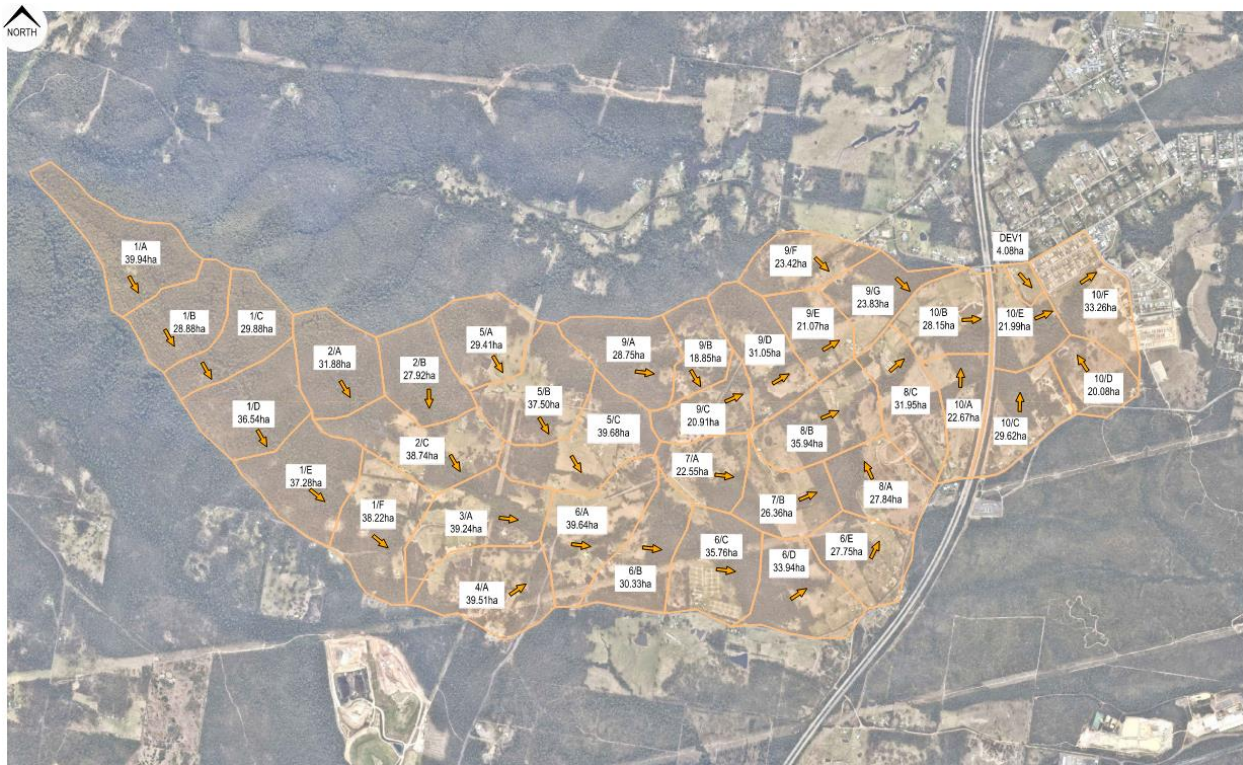 NORTH
1/A
39.94ha
1/B
28.88ha
1/C
29.88ha
1/D
36.54ha
1/E
37.28ha
1/F
38.22ha
2/A
31.88ha
2/B
27.92ha
2/C
38.74ha
3/A
39.24ha
4/A
39.51ha
5/A
29.41ha
5/B
37.50ha
5/C
39.68ha
6/A
39.64ha
6/B
30.33ha
6/C
35.76ha
6/D
33.94ha
6/E
27.75ha
7/A
22.55ha
7/B
26.36ha
8/A
27.84ha
8/B
35.94ha
8/C
31.95ha
9/A
28.75ha
9/B
18.85ha
9/C
20.91ha
9/D
31.05ha
9/E
21.07ha
9/F
23.42ha
9/G
23.83ha
10/A
22.67ha
10/B
28.15ha
10/C
29.62ha
10/D
20.08ha
10/E
21.99ha
10/F
33.26ha
DEV1
4.08ha